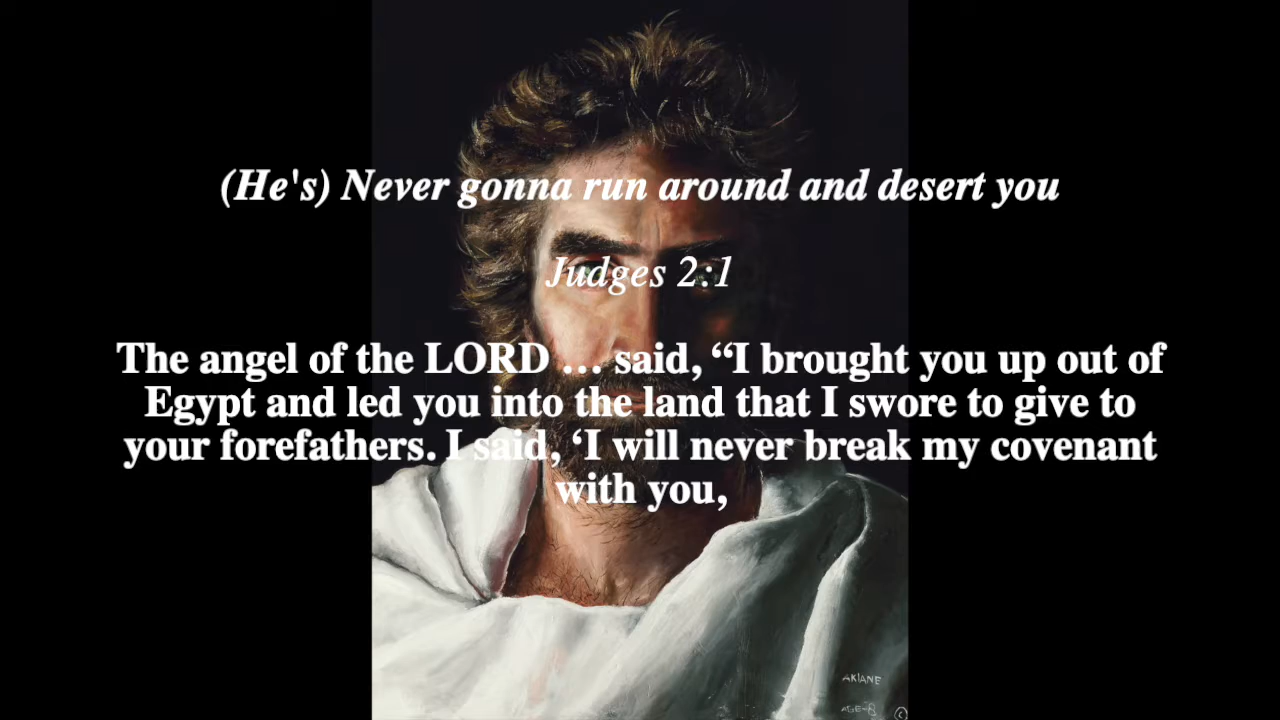 (He's) Never gonna run around and desert you
Judges 2:1
The angel of the LORD … said, “I brought you up out of
Egypt and led you into the land that I swore to give to
your forefathers. I said, ‘I will never break my covenant
with you,
AKIANE
AGE-8
©